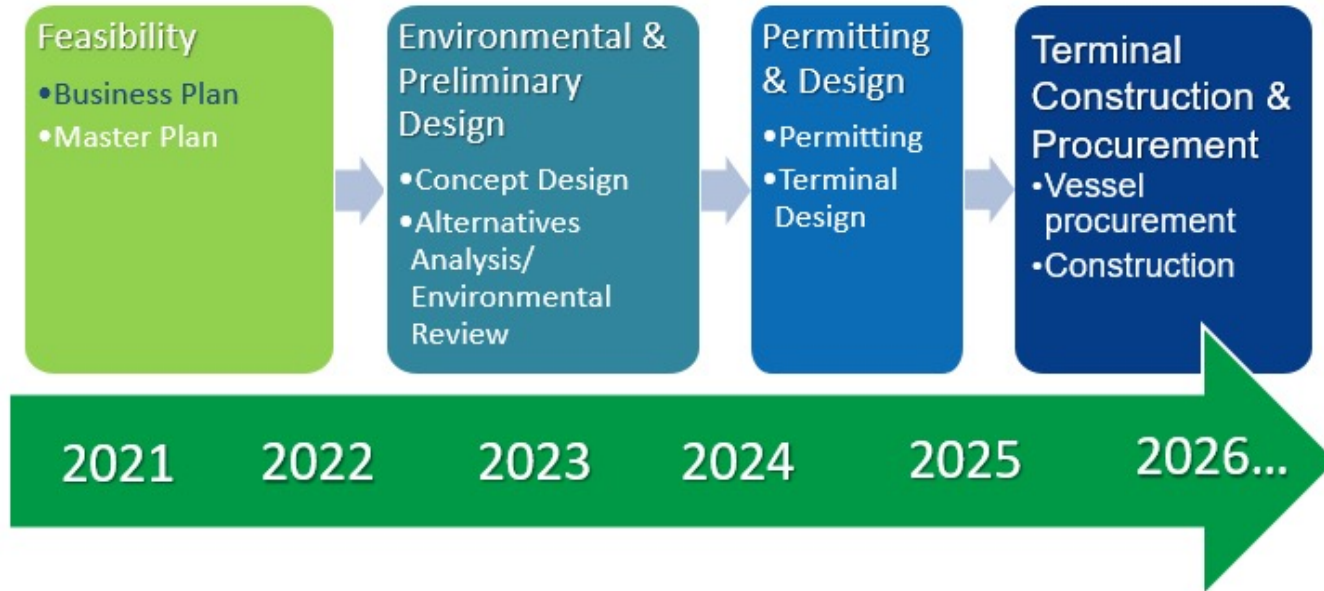 Feasibility
•Business Plan
•Master Plan
Environmental &
Preliminary
Design
•Concept Design
•Alternatives
Analysis/
Environmental
Review
Permitting
& Design
•Permitting
•Terminal
Design
Terminal
Construction &
Procurement
•Vessel
procurement
•Construction
2021 2022 2023 2024 2025 2026...